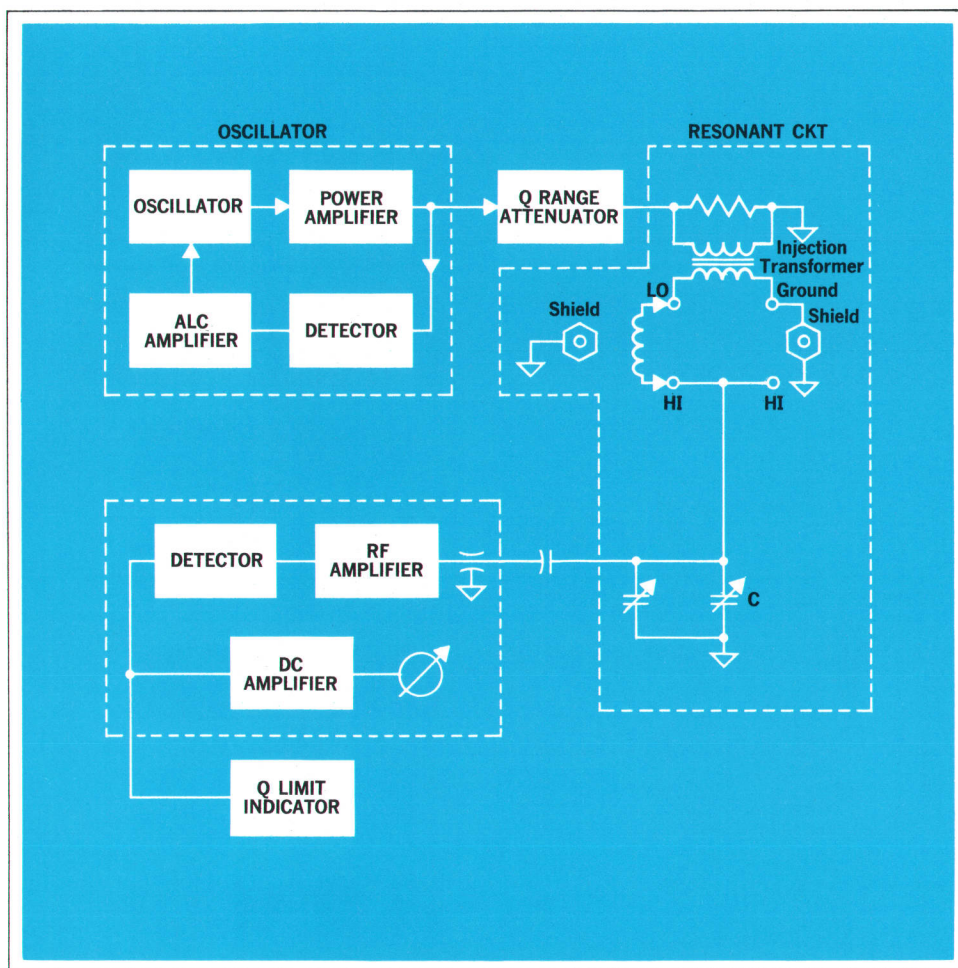 OSCILLATOR
RESONANT CKT
OSCILLATOR
POWER
AMPLIFIER
Q RANGE
ATTENUATOR
Injection
Transformer
LO
Ground
Shield
Shield
ALC
AMPLIFIER
DETECTOR
HI
HI
DETECTOR
RF
AMPLIFIER
C
DC
AMPLIFIER
Q LIMIT
INDICATOR